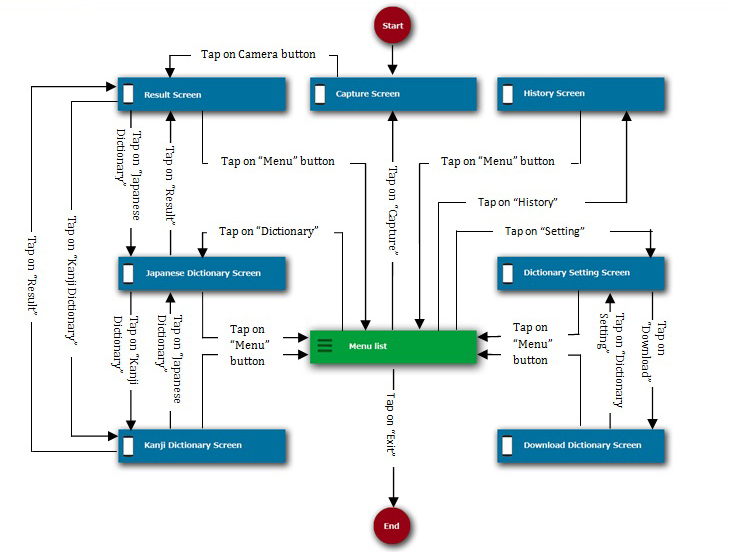 Start
Tap on Camera button
Result Screen
Capture Screen
History Screen
Tap on "Japanese
Dictionary"
Tap on "Result"
Tap on “Menu” button
Tap on “Capture”
Tap on “Menu” button
Tap on “History”
Tap on "Result"
Tap on "Kanji Dictionary"
Tap on “Dictionary”
Tap on “Setting”
Japanese Dictionary Screen
Dictionary Setting Screen
Tap on "Kanji
Dictionary"
Tap on "Japanese
Dictionary"
Tap on
“Menu”
button
Menu list
Tap on
“Menu”
button
Tap on "Dictionary
Setting"
Tap on
"Download"
Kanji Dictionary Screen
Tap on "Exit"
Download Dictionary Screen
End